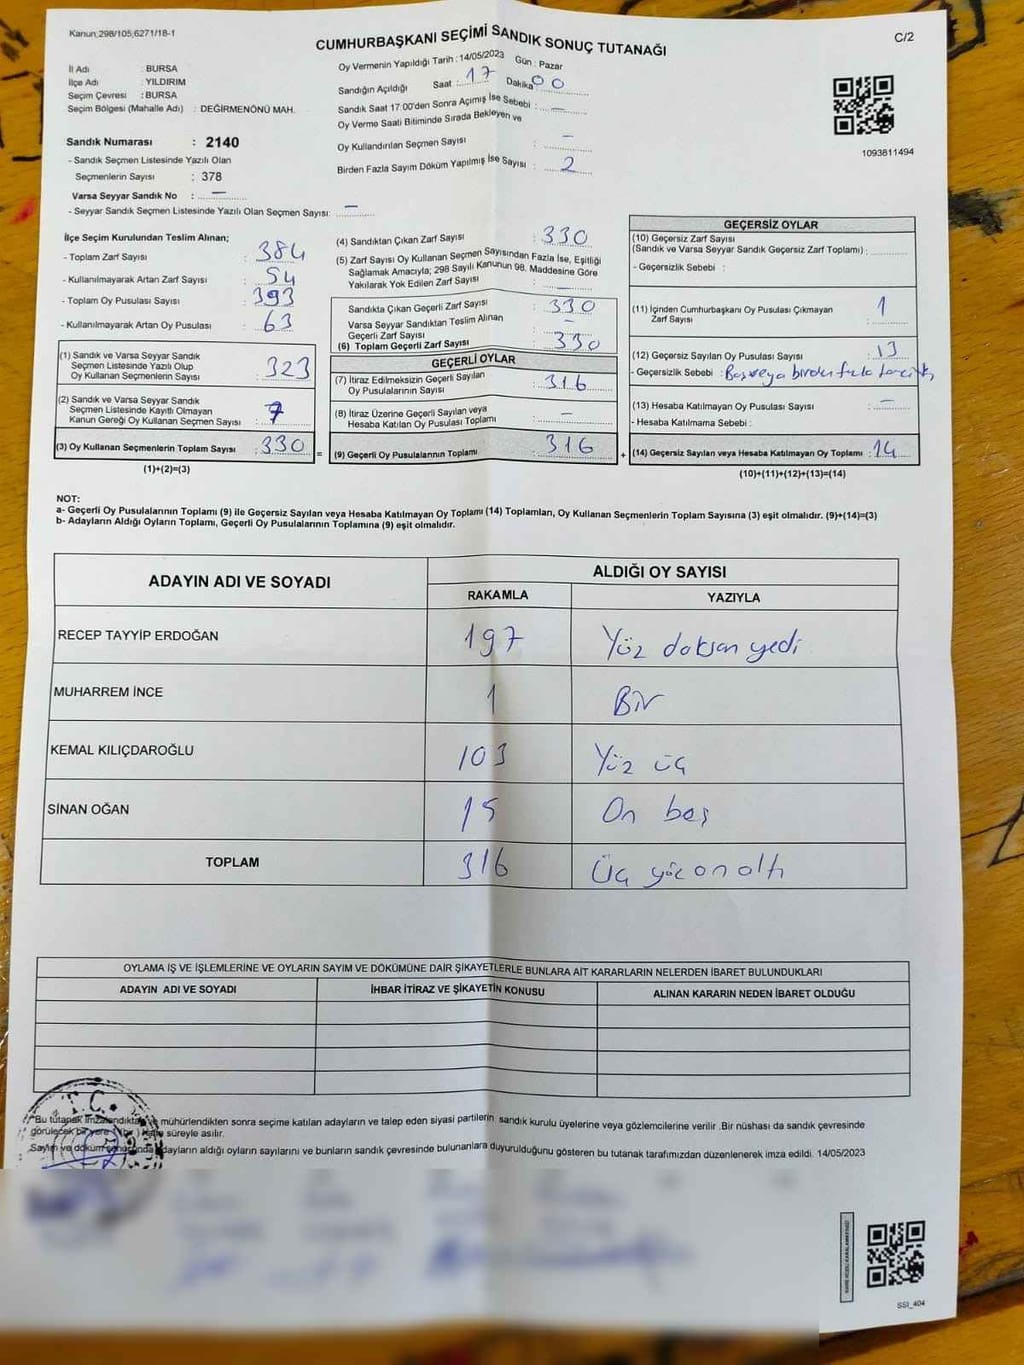 Kanun;298/105,6271/18-1
CUMHURBAŞKANI SEÇİMİ SANDIK SONUÇ TUTANAĞI
C/2
İl Adı : BURSA
İlçe Adı : YILDIRIM
Seçim Çevresi : BURSA
Seçim Bölgesi (Mahalle Adı) : DEĞİRMENÖNÜ MAH.
Sandık Numarası : 2140
- Sandık Seçmen Listesinde Yazılı Olan
Seçmenlerin Sayısı : 378
Varsa Seyyar Sandık No : —
- Seyyar Sandık Seçmen Listesinde Yazılı Olan Seçmen Sayısı: —
Oy Vermenin Yapıldığı Tarih : 14/05/2023 Gün : Pazar
Sandığın Açıldığı Saat : 17 Dakika 00
Sandık Saat 17:00'den Sonra Açmış İse Sebebi : —
Oy Verme Saati Bitiminde Sırada Bekleyen ve
Oy Kullandırılan Seçmen Sayısı : —
Birden Fazla Sayım Döküm Yapılmış İse Sayısı : 2
1093811494
İlçe Seçim Kurulundan Teslim Alınan;
- Toplam Zarf Sayısı : 384
- Kullanılmayarak Artan Zarf Sayısı : 54
- Toplam Oy Pusulası Sayısı : 393
- Kullanılmayarak Artan Oy Pusulası : 63
(1) Sandık ve Varsa Seyyar Sandık
Seçmen Listesinde Yazılı Olup
Oy Kullanan Seçmenlerin Sayısı : 323
(2) Sandık ve Varsa Seyyar Sandık
Seçmen Listesinde Kayıtlı Olmayan
Kanun Gereği Oy Kullanan Seçmen Sayısı : 7
(3) Oy Kullanan Seçmenlerin Toplam Sayısı : 330 =
(1)+(2)=(3)
(4) Sandıktan Çıkan Zarf Sayısı : 330
(5) Zarf Sayısı Oy Kullanan Seçmen Sayısından Fazla İse, Eşitliği
Sağlamak Amacıyla; 298 Sayılı Kanunun 98. Maddesine Göre
Yakılarak Yok Edilen Zarf Sayısı : —
Sandıkta Çıkan Geçerli Zarf Sayısı : 330
Varsa Seyyar Sandıktan Teslim Alınan
Geçerli Zarf Sayısı : —
(6) Toplam Geçerli Zarf Sayısı : 330
GEÇERLİ OYLAR
(7) İtiraz Edilmeksizin Geçerli Sayılan
Oy Pusulasının Sayısı : 316
(8) İtiraz Üzerine Geçerli Sayılan veya
Hesaba Katılan Oy Pusulası Toplamı : —
(9) Geçerli Oy Pusulalarının Toplamı : 316 +
GEÇERSİZ OYLAR
(10) Geçersiz Zarf Sayısı
(Sandık ve Varsa Seyyar Sandık Geçersiz Zarf Toplamı) :
- Geçersizlik Sebebi :
(11) İçinden Cumhurbaşkanı Oy Pusulası Çıkmayan
Zarf Sayısı : 1
(12) Geçersiz Sayılan Oy Pusulası Sayısı : 13
- Geçersizlik Sebebi : Boş veya birden fazla
(13) Hesaba Katılmayan Oy Pusulası Sayısı : —
- Hesaba Katılmama Sebebi :
(14) Geçersiz Sayılan veya Hesaba Katılmayan Oy Toplamı : 14
(10)+(11)+(12)+(13)=(14)
NOT:
a- Geçerli Oy Pusulalarının Toplamı (9) ile Geçersiz Sayılan veya Hesaba Katılmayan Oy Toplamı (14) Toplamları, Oy Kullanan Seçmenlerin Toplam Sayısına (3) eşit olmalıdır. (9)+(14)=(3)
b- Adayların Aldığı Oyların Toplamı, Geçerli Oy Pusulalarının Toplamına (9) eşit olmalıdır.
ADAYIN ADI VE SOYADI
ALDIĞI OY SAYISI
RAKAMLA YAZIYLA
RECEP TAYYİP ERDOĞAN 197 Yüz doksan yedi
MUHARREM İNCE 1 Bir
KEMAL KILIÇDAROĞLU 103 Yüz üç
SİNAN OĞAN 15 On beş
TOPLAM 316 Üç yüz on altı
OYLAMA İŞ VE İŞLEMLERİNE VE OYLARIN SAYIM VE DÖKÜMÜNE DAİR ŞİKAYETLERLE BUNLARA AİT KARARLARIN NELERDEN İBARET BULUNDUKLARI
ADAYIN ADI VE SOYADI İHBAR İTİRAZ VE ŞİKAYETİN KONUSU ALINAN KARARIN NEDEN İBARET OLDUĞU
T.C.
"Bu tutanak imzalandıktan mühürlendikten sonra seçime katılan adayların ve talep eden siyasi partilerin sandık kurulu üyelerine veya gözlemcilerine verilir .Bir nüshası da sandık çevresinde
görülecek bir yere süreyle asılır.
Sayım ve döküm sonucunda adayların aldığı oyların sayılarını ve bunların sandık çevresinde bulunanlara duyurulduğunu gösteren bu tutanak tarafımızdan düzenlenerek imza edildi. 14/05/2023
SSI_404